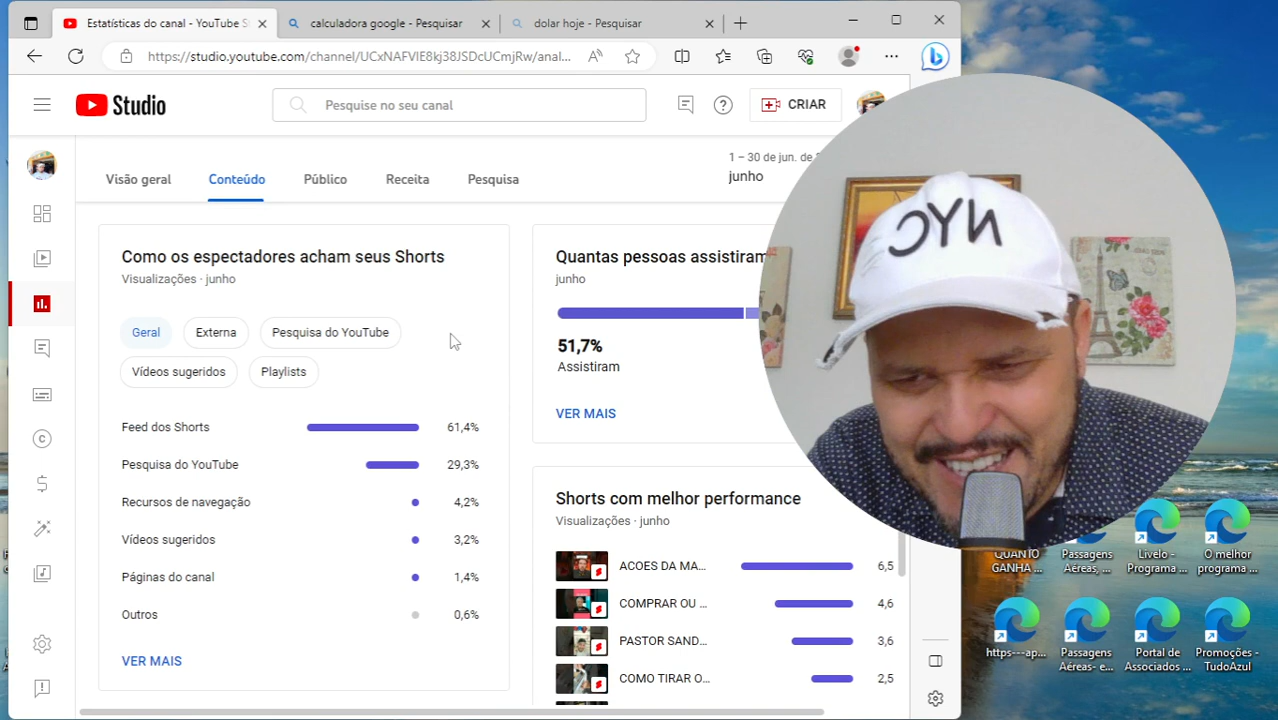 Estatísticas do canal - YouTube S
calculadora google - Pesquisar
dolar hoje - Pesquisar
https://studio.youtube.com/channel/UCxNAFVlE8kj38JSDcUCmjRw/anal...
Studio
Pesquise no seu canal
CRIAR
Visão geral
Conteúdo
Público
Receita
Pesquisa
1 – 30 de jun. de
junho
Como os espectadores acham seus Shorts
Visualizações · junho
Geral
Externa
Pesquisa do YouTube
Vídeos sugeridos
Playlists
Feed dos Shorts 61,4%
Pesquisa do YouTube 29,3%
Recursos de navegação 4,2%
Vídeos sugeridos 3,2%
Páginas do canal 1,4%
Outros 0,6%
VER MAIS
Quantas pessoas assistiram
junho
51,7%
Assistiram
VER MAIS
Shorts com melhor performance
Visualizações · junho
ACOES DA MA... 6,5
COMPRAR OU ... 4,6
PASTOR SAND... 3,6
COMO TIRAR O... 2,5
NYC
QUANTO
GANHA ...
Passagens
Aéreas, ...
Livelo -
Programa ...
O melhor
programa ...
https---ap...
Passagens
Aéreas- e...
Portal de
Associados ...
Promoções -
TudoAzul